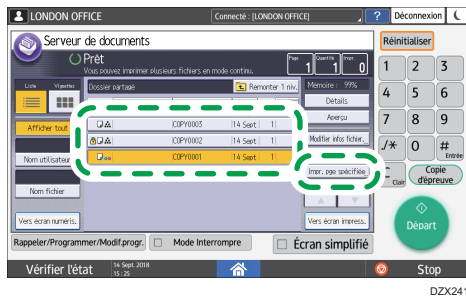 LONDON OFFICE
Connecté : [LONDON OFFICE]
?
Déconnexion
Serveur de documents
Prêt
Vous pouvez imprimer plusieurs fichiers en mode continu.
Page 1
Quantité 1
Impr. 0
Réinitialiser
Liste
Vignettes
Dossier partagé
Remonter 1 niv.
Mémoire : 99%
Détails
Aperçu
Afficher tout
COPY0003 14 Sept 1
COPY0002 14 Sept 1
COPY0001 14 Sept 1
Modifier infos fichier.
Impr. pge spécifiée
Nom utilisateur
Nom fichier
Vers écran numéris.
Vers écran impress.
1 2 3
4 5 6
7 8 9
./* 0 #
Entrée
C
Clair
Copie d'épreuve
Départ
Rappeler/Programmer/Modif.progr.
Mode Interrompre
Écran simplifié
Vérifier l'état
14 Sept. 2018
15 : 25
Stop
DZX241